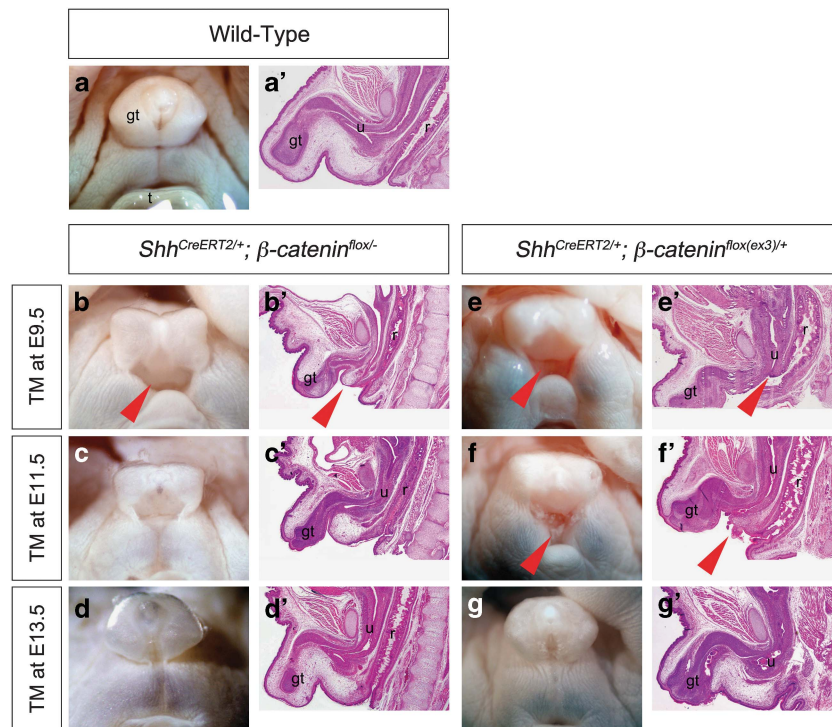 Wild-Type
a
gt
t
a’
gt
u
r
Shh^CreERT2/+; β-catenin^flox/-
Shh^CreERT2/+; β-catenin^flox(ex3)/+
TM at E9.5
b
b’
gt
r
e
e’
gt
u
r
TM at E11.5
c
c’
gt
u
r
f
f’
gt
u
r
TM at E13.5
d
d’
gt
u
r
g
g’
gt
u